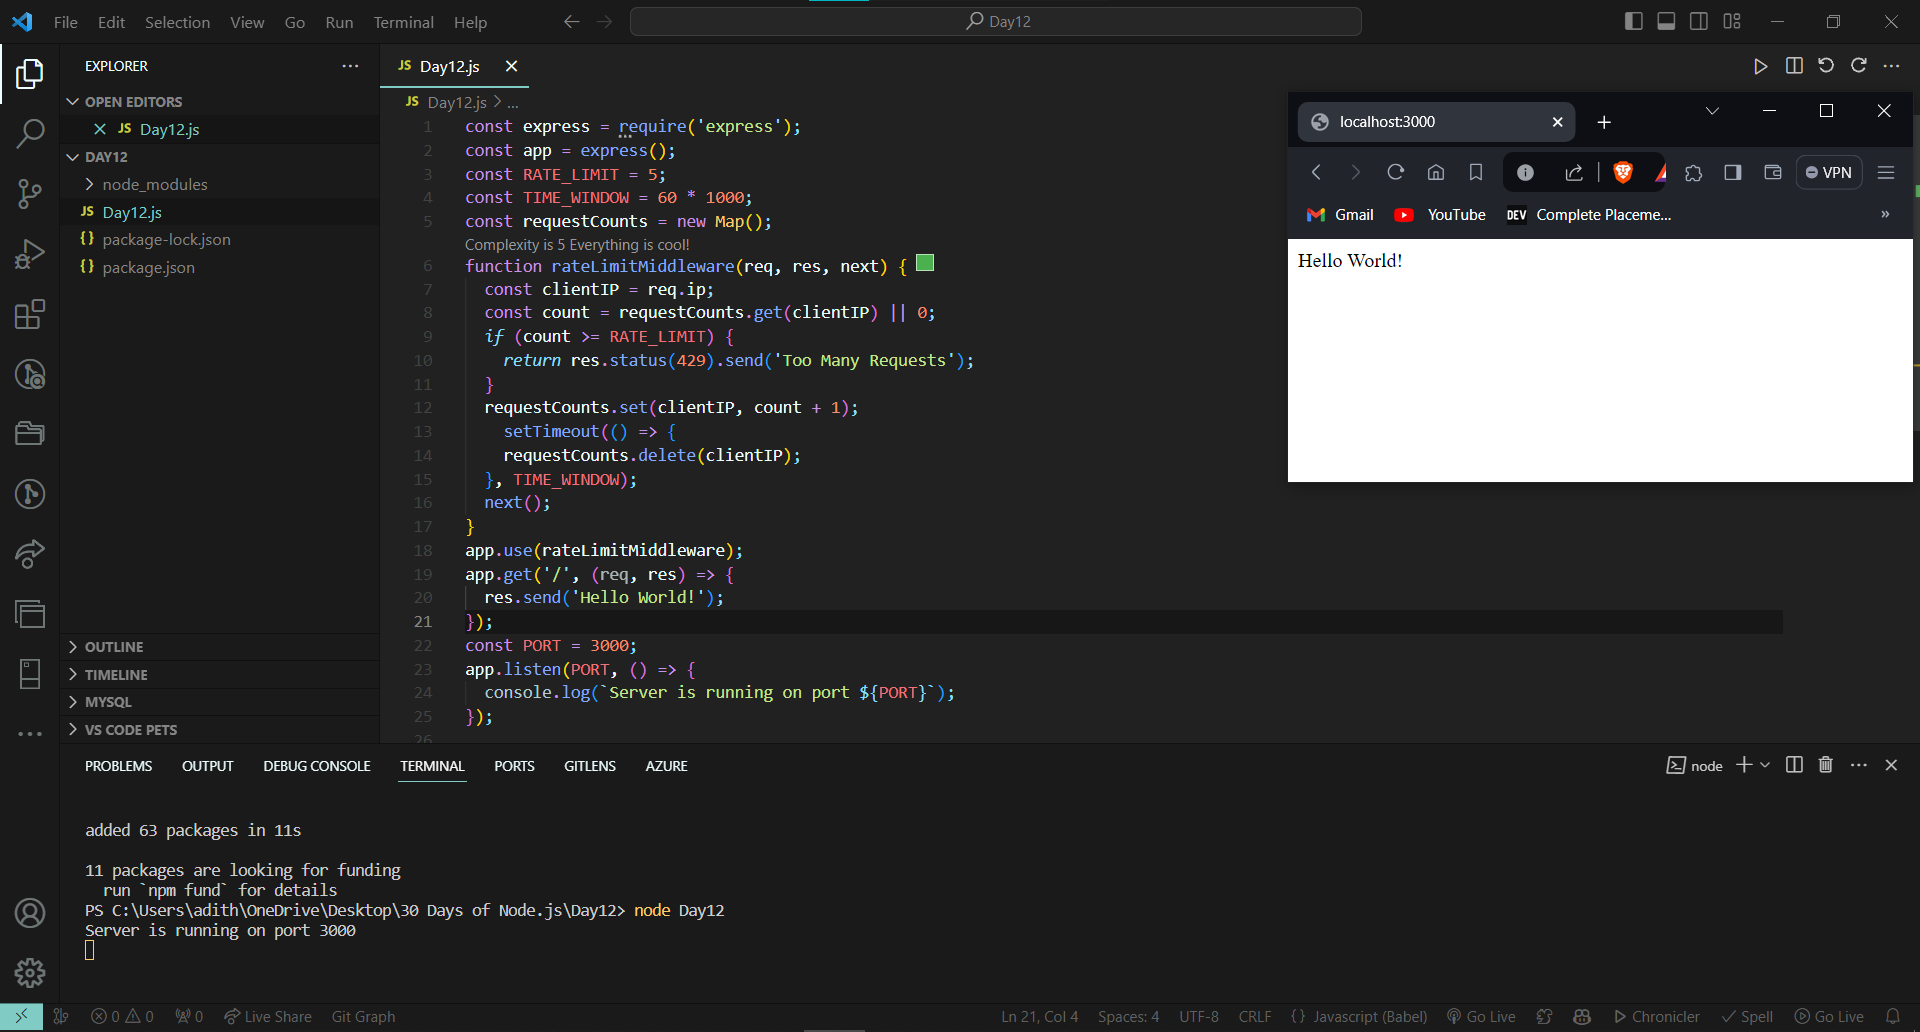 File Edit Selection View Go Run Terminal Help
Day12
EXPLORER
OPEN EDITORS
JS Day12.js
DAY12
node_modules
JS Day12.js
{} package-lock.json
{} package.json
OUTLINE
TIMELINE
MYSQL
VS CODE PETS
JS Day12.js
JS Day12.js > ...
1 const express = require('express');
2 const app = express();
3 const RATE_LIMIT = 5;
4 const TIME_WINDOW = 60 * 1000;
5 const requestCounts = new Map();
Complexity is 5 Everything is cool!
6 function rateLimitMiddleware(req, res, next) {
7 const clientIP = req.ip;
8 const count = requestCounts.get(clientIP) || 0;
9 if (count >= RATE_LIMIT) {
10 return res.status(429).send('Too Many Requests');
11 }
12 requestCounts.set(clientIP, count + 1);
13 setTimeout(() => {
14 requestCounts.delete(clientIP);
15 }, TIME_WINDOW);
16 next();
17 }
18 app.use(rateLimitMiddleware);
19 app.get('/', (req, res) => {
20 res.send('Hello World!');
21 });
22 const PORT = 3000;
23 app.listen(PORT, () => {
24 console.log(`Server is running on port ${PORT}`);
25 });
26
localhost:3000
VPN
Gmail YouTube DEV Complete Placeme... »
Hello World!
PROBLEMS OUTPUT DEBUG CONSOLE TERMINAL PORTS GITLENS AZURE
node
added 63 packages in 11s
11 packages are looking for funding
run `npm fund` for details
PS C:\Users\adith\OneDrive\Desktop\30 Days of Node.js\Day12> node Day12
Server is running on port 3000
0 0 0 Live Share Git Graph
Ln 21, Col 4 Spaces: 4 UTF-8 CRLF {} Javascript (Babel) Go Live Chronicler Spell Go Live